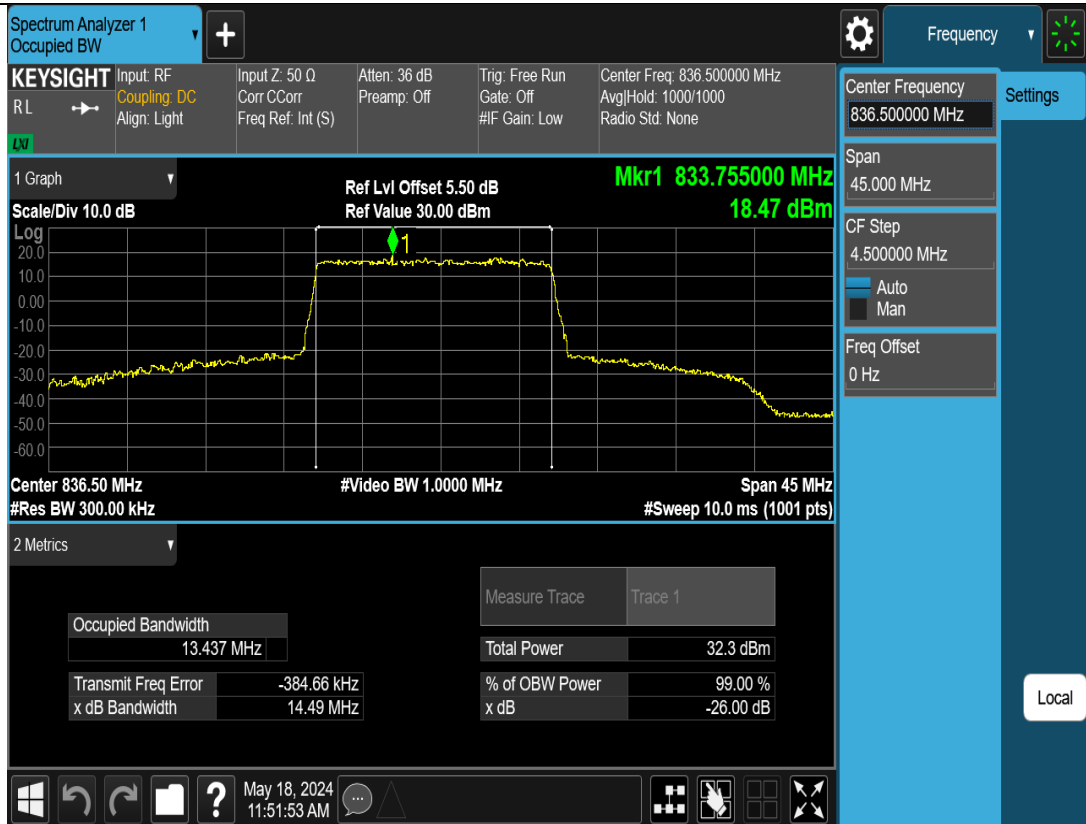 Spectrum Analyzer 1
Occupied BW
+
Frequency
KEYSIGHT
RL
LXI
Input: RF
Coupling: DC
Align: Light
Input Z: 50 Ω
Corr CCorr
Freq Ref: Int (S)
Atten: 36 dB
Preamp: Off
Trig: Free Run
Gate: Off
#IF Gain: Low
Center Freq: 836.500000 MHz
Avg|Hold: 1000/1000
Radio Std: None
Center Frequency
836.500000 MHz
Settings
Span
45.000 MHz
CF Step
4.500000 MHz
Auto
Man
Freq Offset
0 Hz
Local
1 Graph
Scale/Div 10.0 dB
Ref Lvl Offset 5.50 dB
Ref Value 30.00 dBm
Mkr1 833.755000 MHz
18.47 dBm
Log
1
20.0
10.0
0.00
-10.0
-20.0
-30.0
-40.0
-50.0
-60.0
Center 836.50 MHz
#Video BW 1.0000 MHz
Span 45 MHz
#Res BW 300.00 kHz
#Sweep 10.0 ms (1001 pts)
2 Metrics
Measure Trace Trace 1
Occupied Bandwidth
13.437 MHz
Total Power 32.3 dBm
Transmit Freq Error -384.66 kHz
% of OBW Power 99.00 %
x dB Bandwidth 14.49 MHz
x dB -26.00 dB
?
May 18, 2024
11:51:53 AM